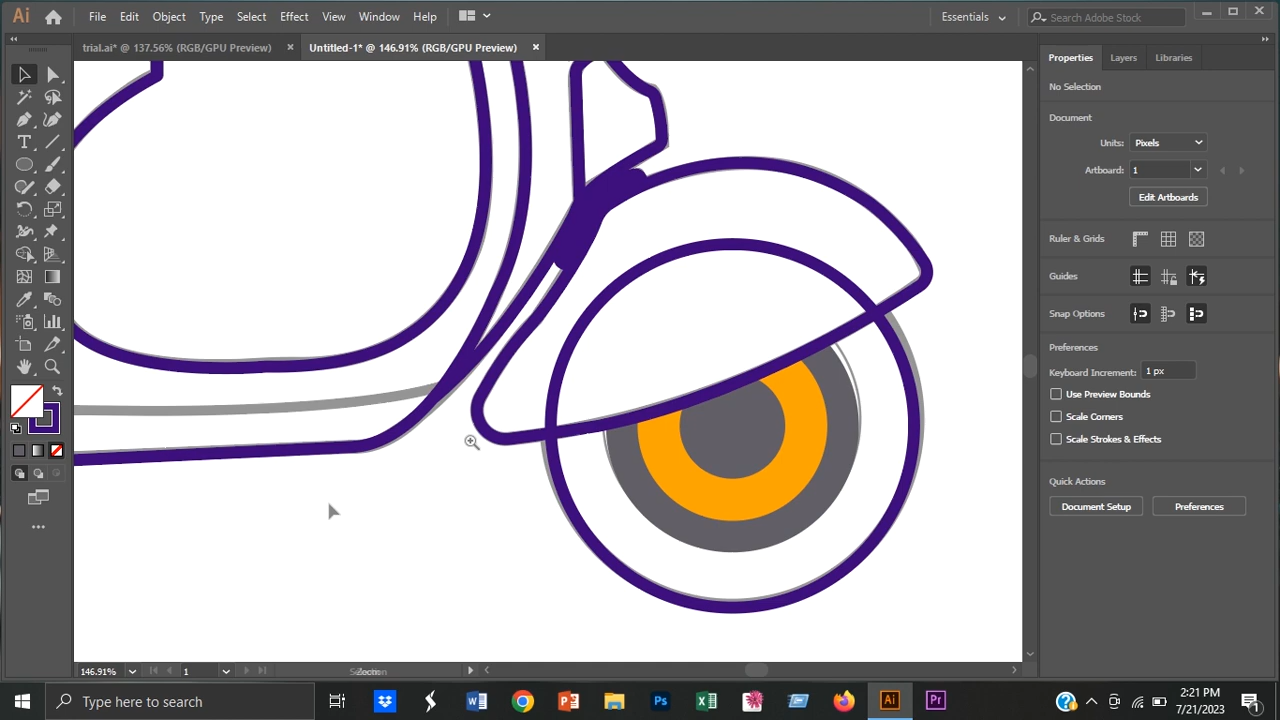 Ai File Edit Object Type Select Effect View Window Help Essentials Search Adobe Stock
trial.ai* @ 137.56% (RGB/GPU Preview) × Untitled-1* @ 146.91% (RGB/GPU Preview) ×
Properties Layers Libraries
No Selection
Document
Units: Pixels
Artboard: 1
Edit Artboards
Ruler & Grids
Guides
Snap Options
Preferences
Keyboard Increment: 1 px
Use Preview Bounds
Scale Corners
Scale Strokes & Effects
Quick Actions
Document Setup Preferences
146.91% 1
Type here to search
Ai Pr
2:21 PM
7/21/2023